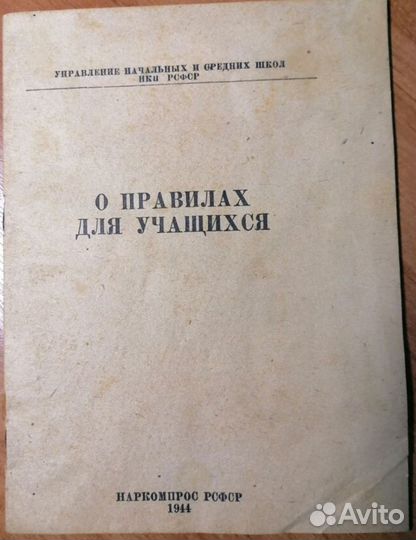 УПРАВЛЕНИЕ НАЧАЛЬНЫХ И СРЕДНИХ ШКОЛ
НКП РСФСР
О ПРАВИЛАХ
ДЛЯ УЧАЩИХСЯ
НАРКОМПРОС РСФСР
1944
Avito